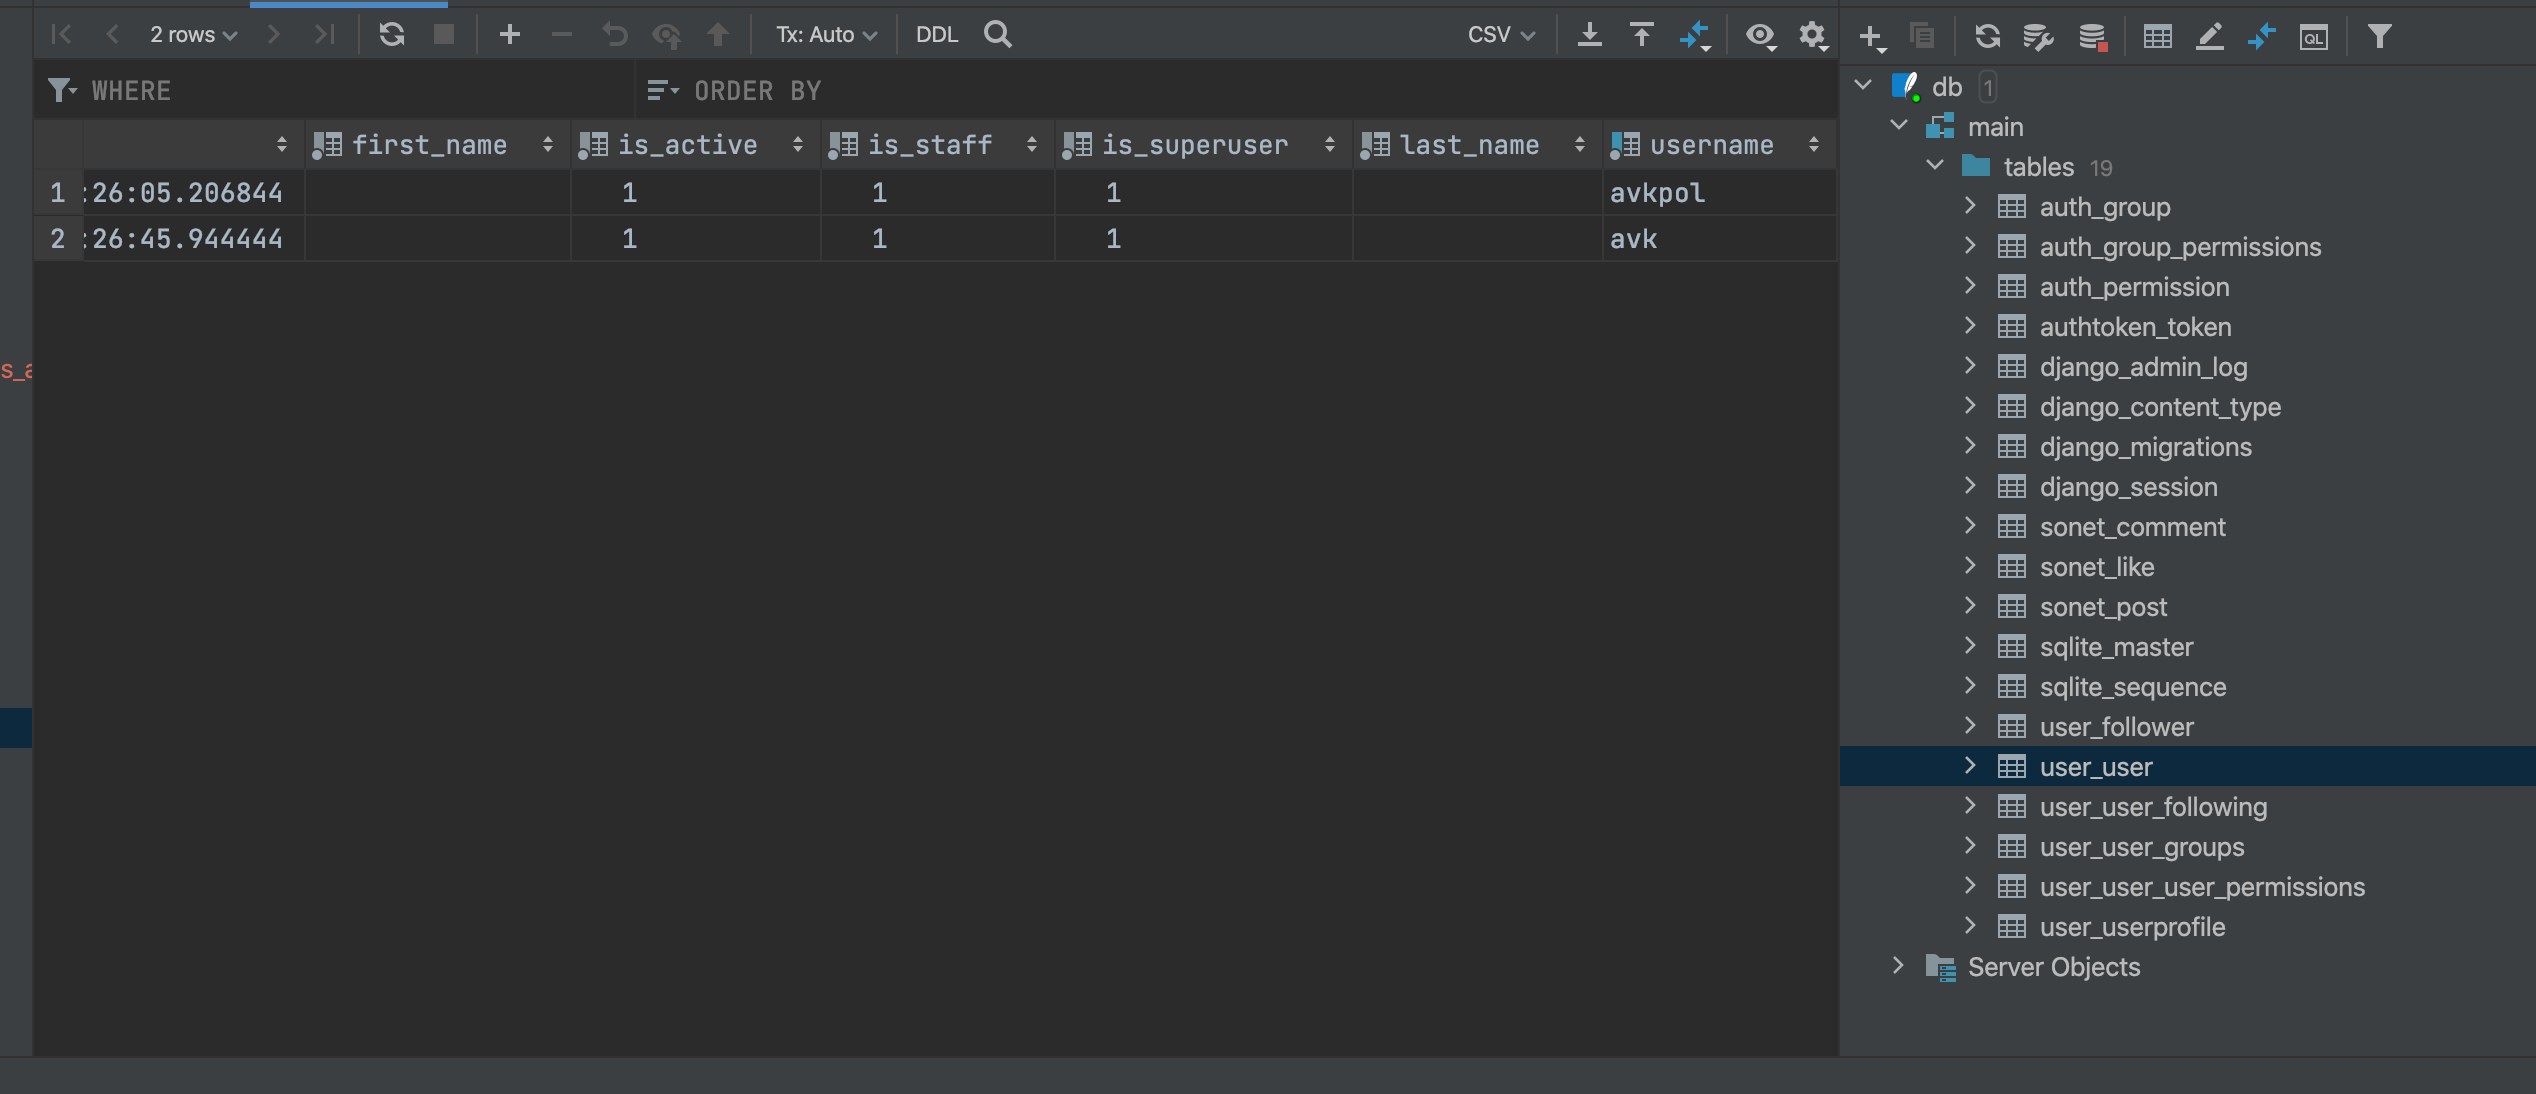 2 rows Tx: Auto DDL CSV
WHERE ORDER BY
first_name is_active is_staff is_superuser last_name username
1 :26:05.206844 1 1 1 avkpol
2 :26:45.944444 1 1 1 avk
s_a
db 1
main
tables 19
auth_group
auth_group_permissions
auth_permission
authtoken_token
django_admin_log
django_content_type
django_migrations
django_session
sonet_comment
sonet_like
sonet_post
sqlite_master
sqlite_sequence
user_follower
user_user
user_user_following
user_user_groups
user_user_user_permissions
user_userprofile
Server Objects
QL